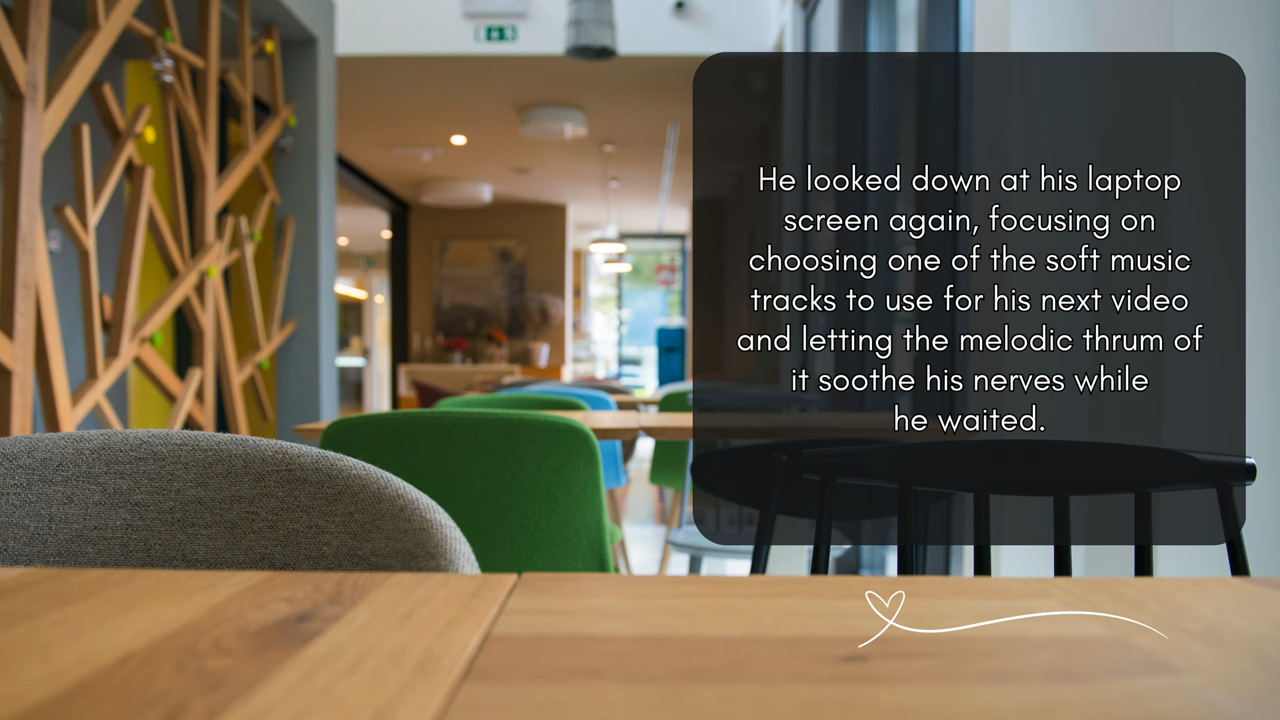 He looked down at his laptop
screen again, focusing on
choosing one of the soft music
tracks to use for his next video
and letting the melodic thrum of
it soothe his nerves while
he waited.